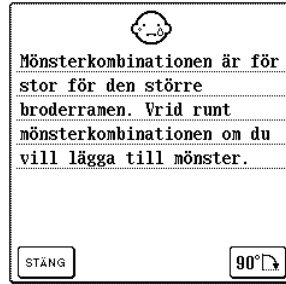 Mönsterkombinationen är för
stor för den större
broderramen. Vrid runt
mönsterkombinationen om du
vill lägga till mönster.
STÄNG
90°